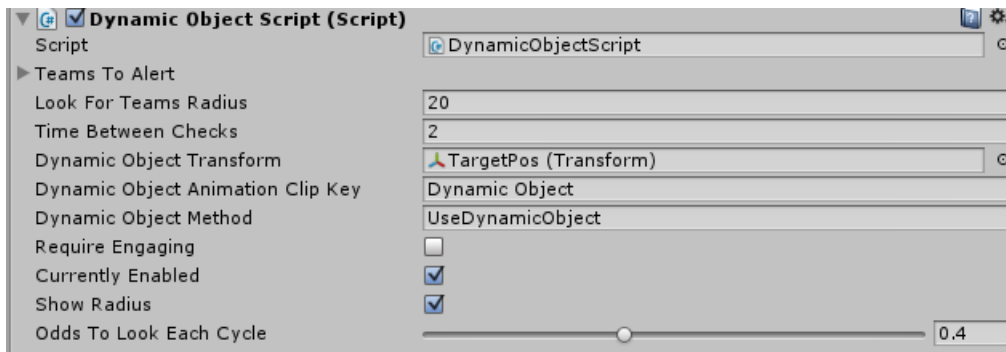 Dynamic Object Script (Script)
Script DynamicObjectScript
Teams To Alert
Look For Teams Radius 20
Time Between Checks 2
Dynamic Object Transform TargetPos (Transform)
Dynamic Object Animation Clip Key Dynamic Object
Dynamic Object Method UseDynamicObject
Require Engaging
Currently Enabled
Show Radius
Odds To Look Each Cycle 0.4